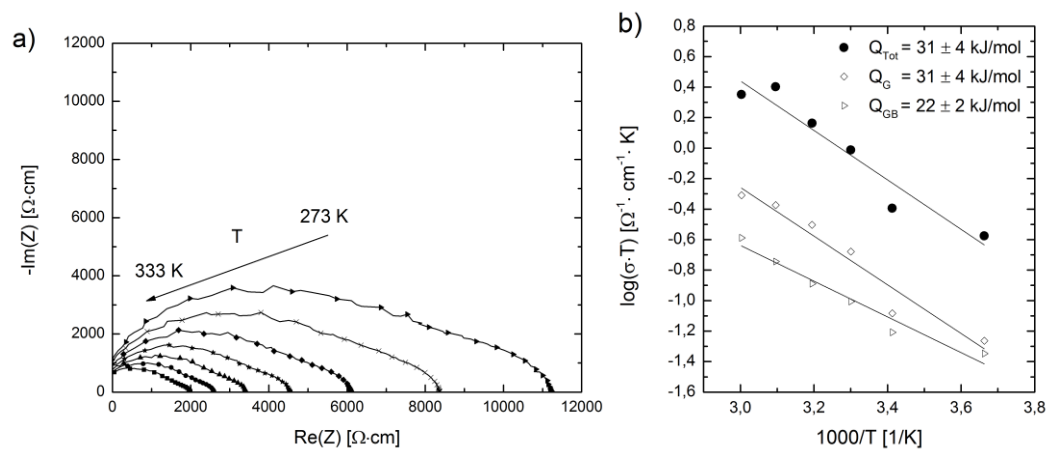 a)
12000
10000
8000
6000
4000
2000
0
-Im(Z) [Ω·cm]
273 K
T
333 K
0 2000 4000 6000 8000 10000 12000
Re(Z) [Ω·cm]
b)
0,8
0,6
0,4
0,2
0,0
-0,2
-0,4
-0,6
-0,8
-1,0
-1,2
-1,4
-1,6
log(σ·T) [Ω⁻¹· cm⁻¹· K]
Q_Tot = 31 ± 4 kJ/mol
Q_G = 31 ± 4 kJ/mol
Q_GB = 22 ± 2 kJ/mol
3,0 3,2 3,4 3,6 3,8
1000/T [1/K]